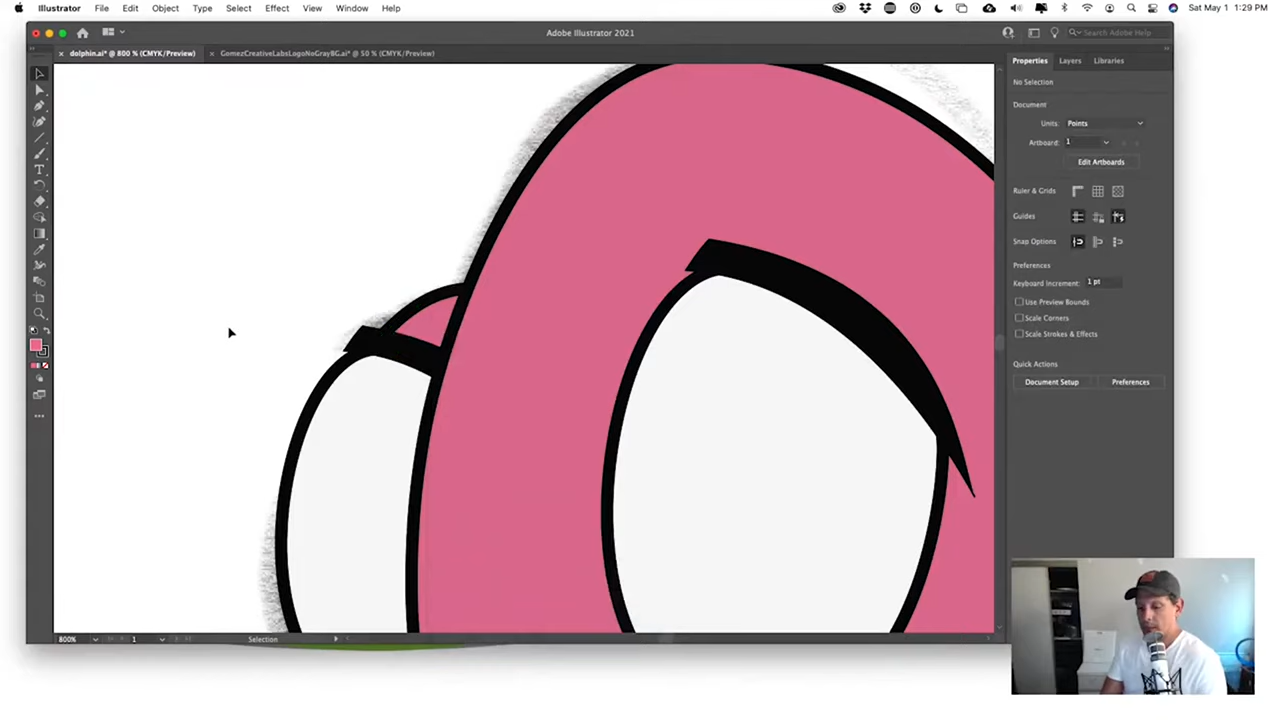 Illustrator File Edit Object Type Select Effect View Window Help Sat May 1 1:29 PM
Adobe Illustrator 2021 Search Adobe Help
dolphin.ai* @ 800 % (CMYK/Preview) GomezCreativeLabsLogoNoGrayBG.ai* @ 50 % (CMYK/Preview)
Properties Layers Libraries
No Selection
Document
Units: Points
Artboard: 1
Edit Artboards
Ruler & Grids
Guides
Snap Options
Preferences
Keyboard Increment: 1 pt
Use Preview Bounds
Scale Corners
Scale Strokes & Effects
Quick Actions
Document Setup Preferences
800% 1 Selection